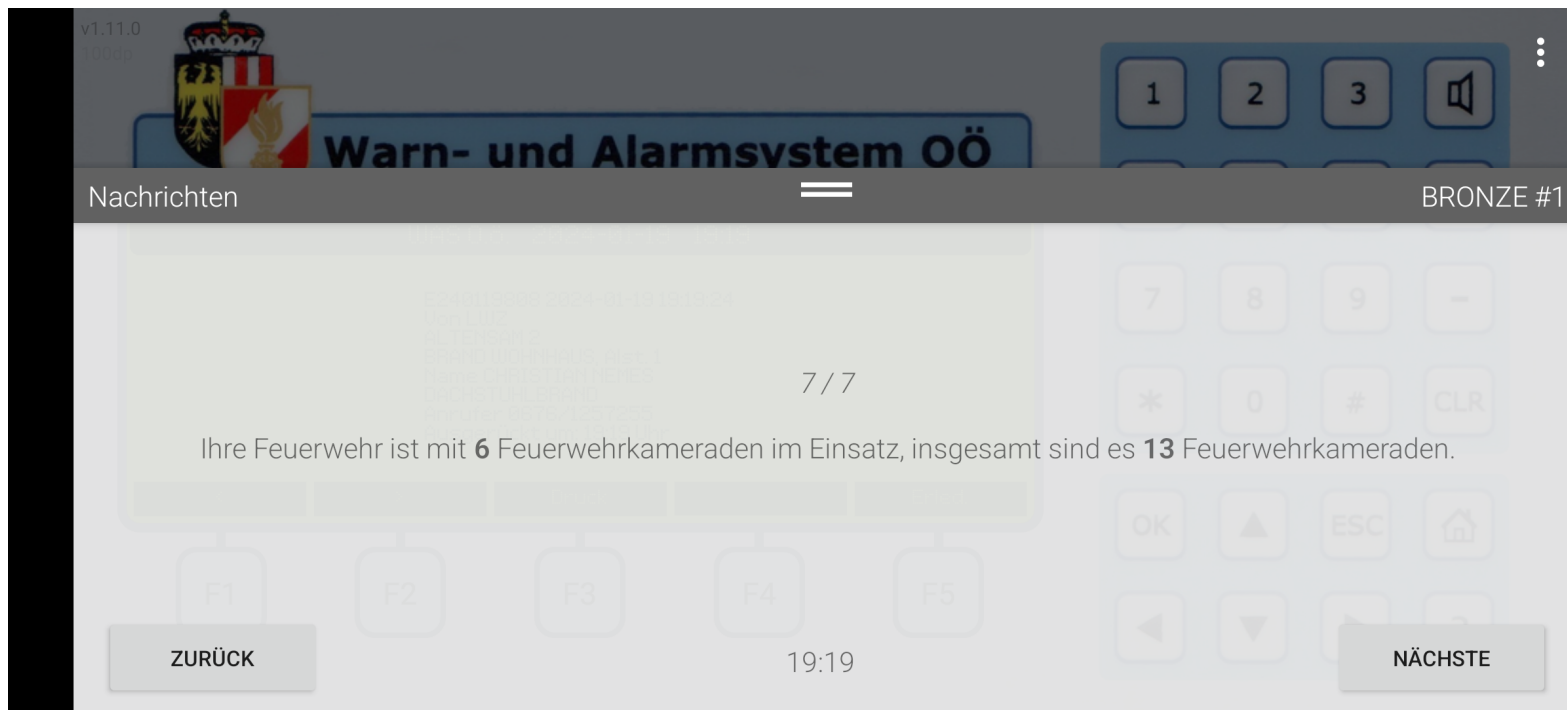 v1.11.0
100dp
Warn- und Alarmsystem OÖ
1 2 3
Nachrichten
BRONZE #1
7 8 9 -
7 / 7
* 0 # CLR
Ihre Feuerwehr ist mit 6 Feuerwehrkameraden im Einsatz, insgesamt sind es 13 Feuerwehrkameraden.
OK ESC
F1 F2 F3 F4 F5
ZURÜCK
19:19
NÄCHSTE